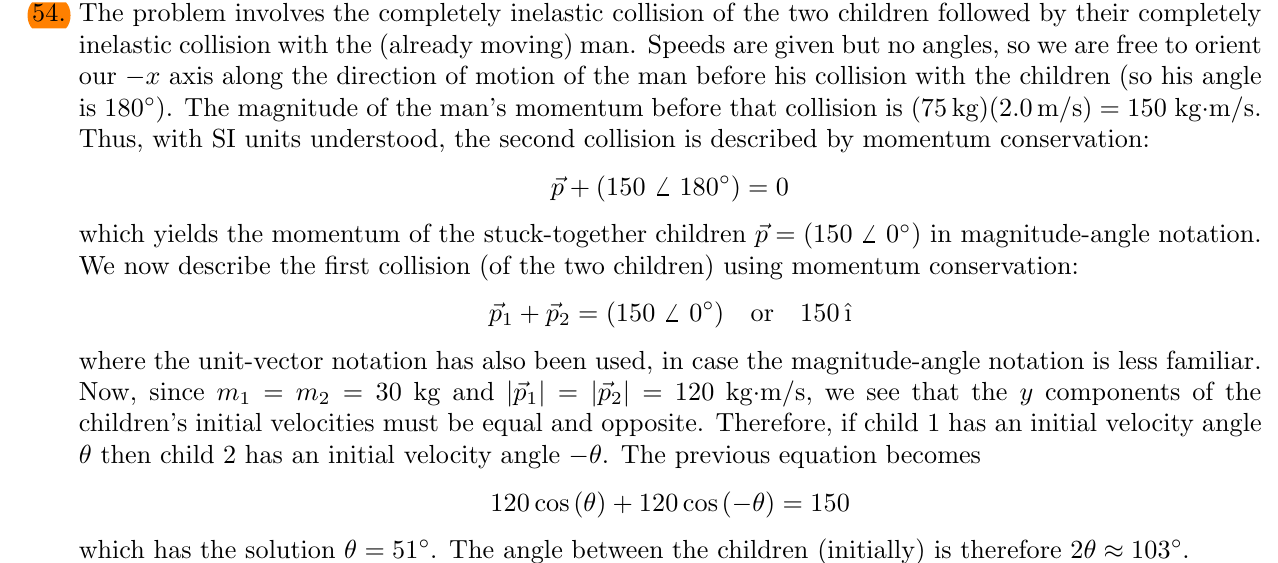 54. The problem involves the completely inelastic collision of the two children followed by their completely
inelastic collision with the (already moving) man. Speeds are given but no angles, so we are free to orient
our −x axis along the direction of motion of the man before his collision with the children (so his angle
is 180°). The magnitude of the man's momentum before that collision is (75 kg)(2.0 m/s) = 150 kg·m/s.
Thus, with SI units understood, the second collision is described by momentum conservation:
p⃗ + (150 ∠ 180°) = 0
which yields the momentum of the stuck-together children p⃗ = (150 ∠ 0°) in magnitude-angle notation.
We now describe the first collision (of the two children) using momentum conservation:
p⃗₁ + p⃗₂ = (150 ∠ 0°) or 150 î
where the unit-vector notation has also been used, in case the magnitude-angle notation is less familiar.
Now, since m₁ = m₂ = 30 kg and |p⃗₁| = |p⃗₂| = 120 kg·m/s, we see that the y components of the
children's initial velocities must be equal and opposite. Therefore, if child 1 has an initial velocity angle
θ then child 2 has an initial velocity angle −θ. The previous equation becomes
120 cos (θ) + 120 cos (−θ) = 150
which has the solution θ = 51°. The angle between the children (initially) is therefore 2θ ≈ 103°.